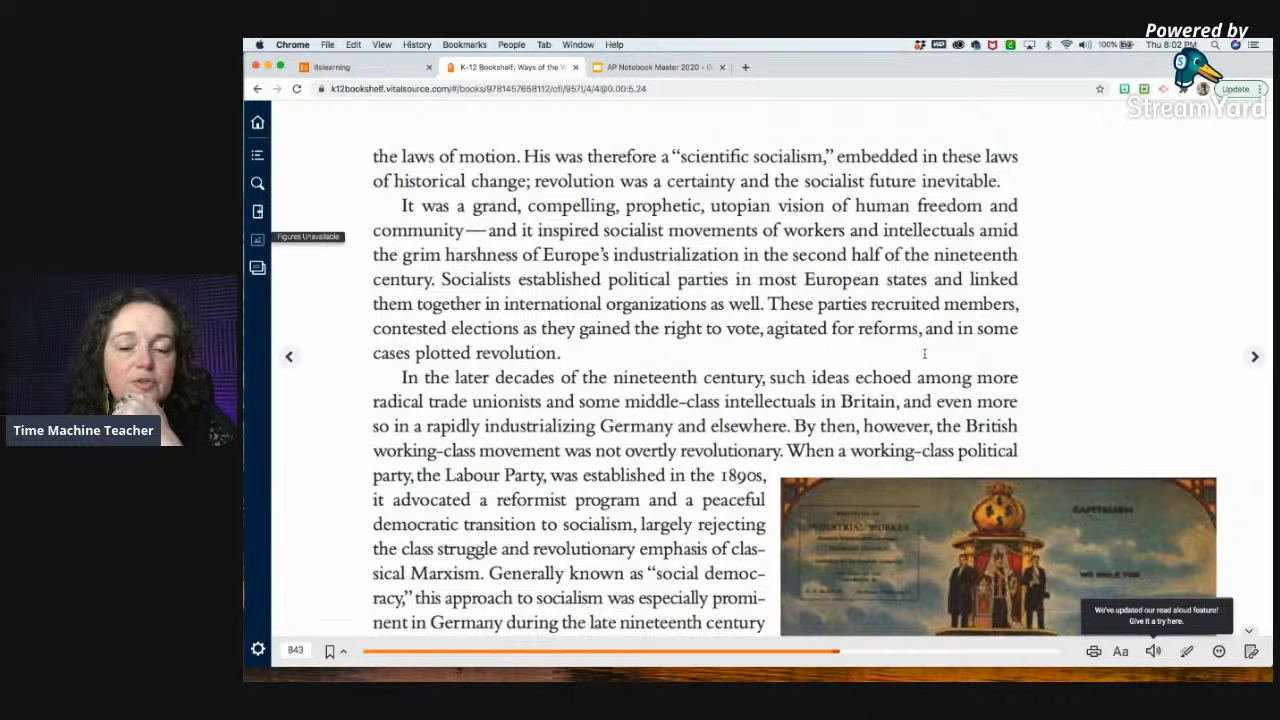 Powered by
StreamYard
Chrome File Edit View History Bookmarks People Tab Window Help
100% Thu 8:02 PM
itslearning
K-12 Bookshelf: Ways of the W
AP Notebook Master 2020 - G
k12bookshelf.vitalsource.com/#/books/9781457658112/cfi/957!/4/4@0.00:5.24
Update
the laws of motion. His was therefore a “scientific socialism,” embedded in these laws
of historical change; revolution was a certainty and the socialist future inevitable.
It was a grand, compelling, prophetic, utopian vision of human freedom and
community—and it inspired socialist movements of workers and intellectuals amid
the grim harshness of Europe’s industrialization in the second half of the nineteenth
century. Socialists established political parties in most European states and linked
them together in international organizations as well. These parties recruited members,
contested elections as they gained the right to vote, agitated for reforms, and in some
cases plotted revolution.
In the later decades of the nineteenth century, such ideas echoed among more
radical trade unionists and some middle-class intellectuals in Britain, and even more
so in a rapidly industrializing Germany and elsewhere. By then, however, the British
working-class movement was not overtly revolutionary. When a working-class political
party, the Labour Party, was established in the 1890s,
it advocated a reformist program and a peaceful
democratic transition to socialism, largely rejecting
the class struggle and revolutionary emphasis of clas-
sical Marxism. Generally known as “social democ-
racy,” this approach to socialism was especially promi-
nent in Germany during the late nineteenth century
Figures Unavailable
Time Machine Teacher
INDUSTRIAL WORKERS
CAPITALISM
WE RULE YOU
We've updated our read aloud feature!
Give it a try here.
843
Aa